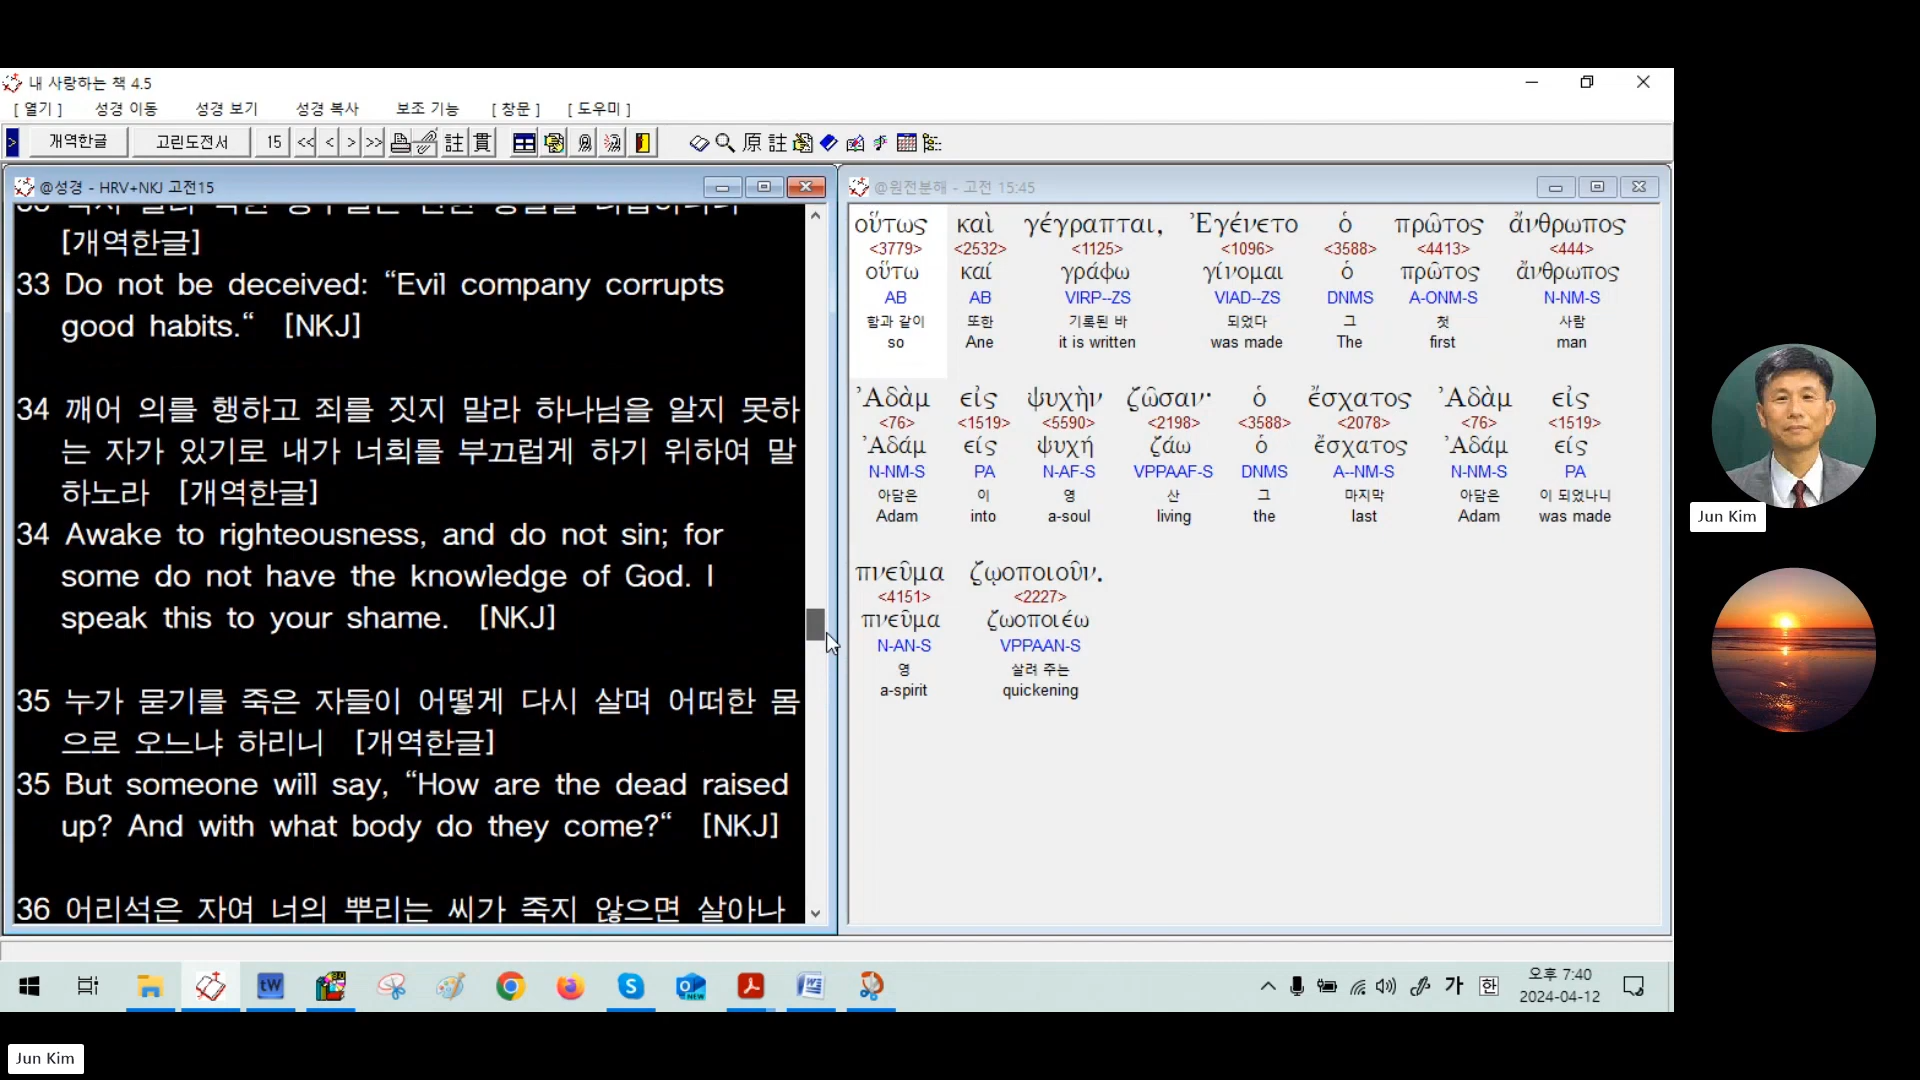 내 사랑하는 책 4.5
[ 열기 ] 성경 이동 성경 보기 성경 복사 보조 기능 [ 창문 ] [ 도우미 ]
개역한글 고린도전서 15 << < > >> 註 貫 原 註
@성경 - HRV+NKJ 고전15
[개역한글]
33 Do not be deceived: “Evil company corrupts
good habits.“ [NKJ]
34 깨어 의를 행하고 죄를 짓지 말라 하나님을 알지 못하
는 자가 있기로 내가 너희를 부끄럽게 하기 위하여 말
하노라 [개역한글]
34 Awake to righteousness, and do not sin; for
some do not have the knowledge of God. I
speak this to your shame. [NKJ]
35 누가 묻기를 죽은 자들이 어떻게 다시 살며 어떠한 몸
으로 오느냐 하리니 [개역한글]
35 But someone will say, “How are the dead raised
up? And with what body do they come?“ [NKJ]
36 어리석은 자여 너의 뿌리는 씨가 죽지 않으면 살아나
@원전분해 - 고전 15:45
οὕτως καὶ γέγραπται, Ἐγένετο ὁ πρῶτος ἄνθρωπος
<3779> <2532> <1125> <1096> <3588> <4413> <444>
οὕτω καί γράφω γίνομαι ὁ πρῶτος ἄνθρωπος
AB AB VIRP--ZS VIAD--ZS DNMS A-ONM-S N-NM-S
함과 같이 또한 기록된 바 되었다 그 첫 사람
so Ane it is written was made The first man
Ἀδὰμ εἰς ψυχὴν ζῶσαν· ὁ ἔσχατος Ἀδὰμ εἰς
<76> <1519> <5590> <2198> <3588> <2078> <76> <1519>
Ἀδάμ εἰς ψυχή ζάω ὁ ἔσχατος Ἀδάμ εἰς
N-NM-S PA N-AF-S VPPAAF-S DNMS A--NM-S N-NM-S PA
아담은 이 영 산 그 마지막 아담은 이 되었나니
Adam into a-soul living the last Adam was made
πνεῦμα ζῳοποιοῦν.
<4151> <2227>
πνεῦμα ζωοποιέω
N-AN-S VPPAAN-S
영 살려 주는
a-spirit quickening
Jun Kim
가 한
오후 7:40
2024-04-12
Jun Kim